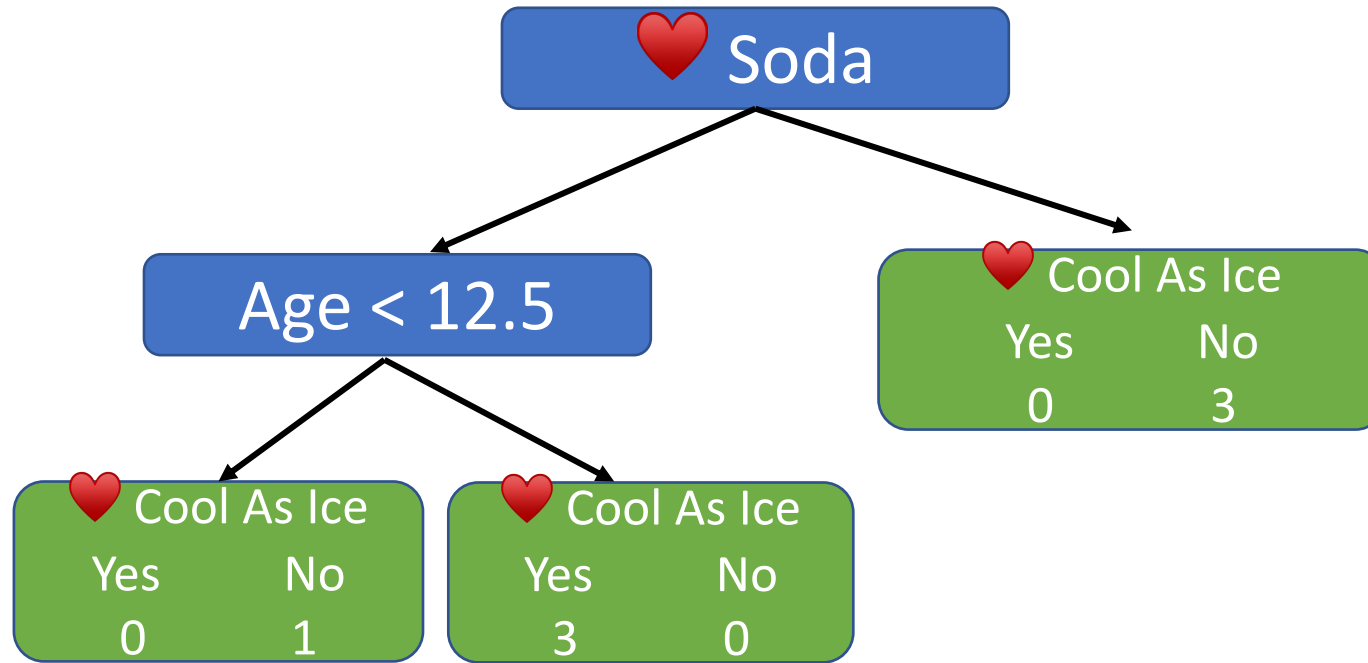 Soda
Age < 12.5
Cool As Ice
Yes No
0 3
Cool As Ice
Yes No
0 1
Cool As Ice
Yes No
3 0